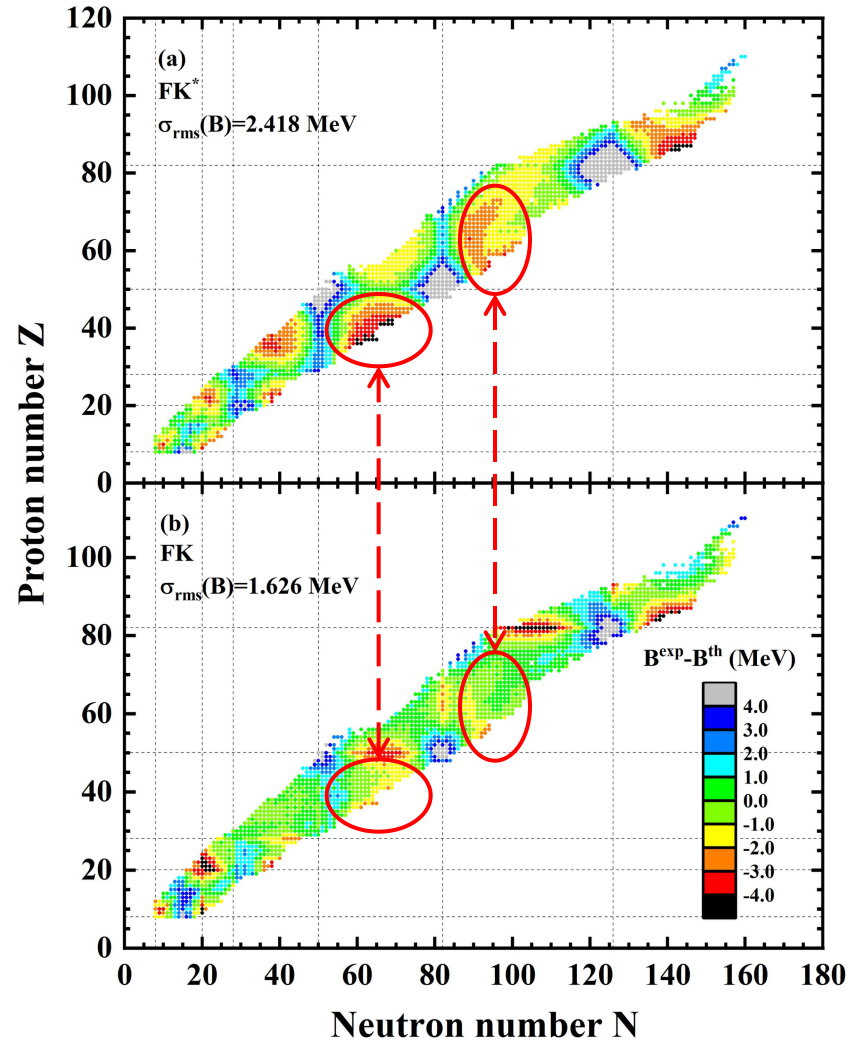 120
(a)
FK*
σrms(B)=2.418 MeV
100
80
60
40
20
0
Proton number Z
(b)
FK
σrms(B)=1.626 MeV
100
80
60
40
20
0
B^exp-B^th (MeV)
4.0
3.0
2.0
1.0
0.0
-1.0
-2.0
-3.0
-4.0
0 20 40 60 80 100 120 140 160 180
Neutron number N